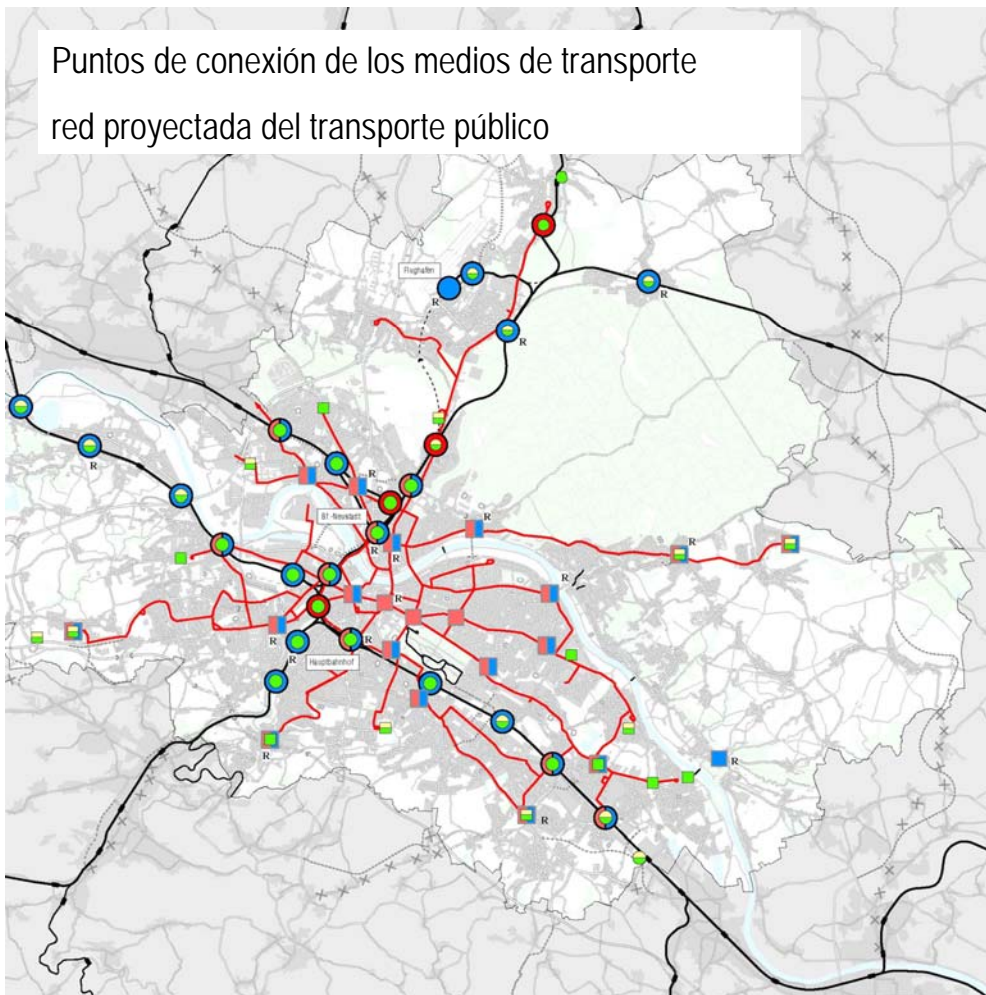 Puntos de conexión de los medios de transporte
red proyectada del transporte público
Flughafen
R
R
R
R
R
Bf.-Neustadt
R
R
R
R
R
R
R
R
R
Hauptbahnhof
R
R
R